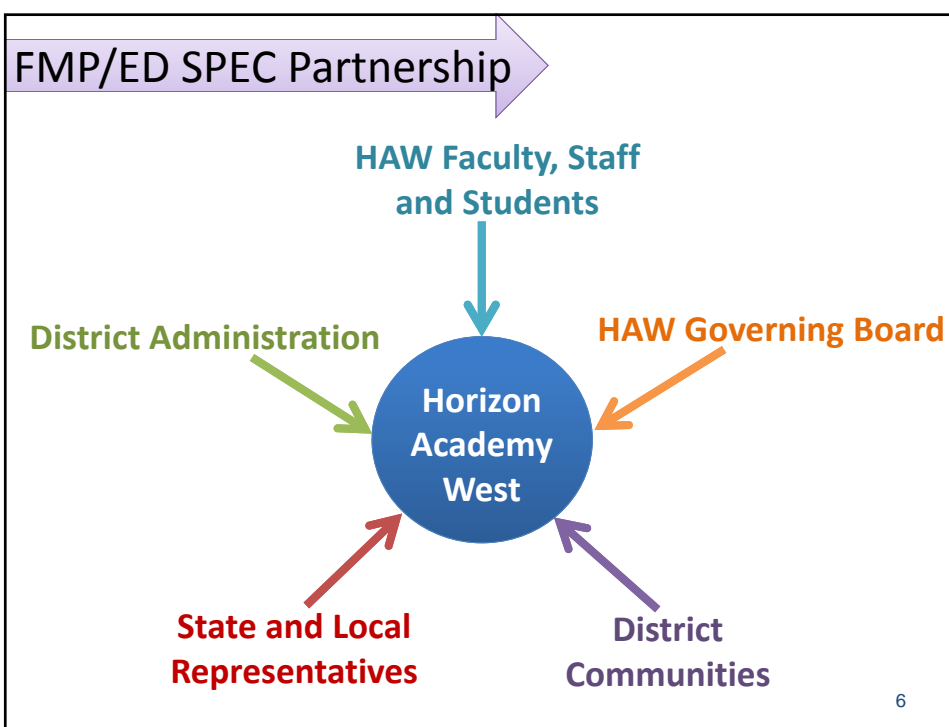 FMP/ED SPEC Partnership
HAW Faculty, Staff
and Students
District Administration
HAW Governing Board
Horizon
Academy
West
State and Local
Representatives
District
Communities
6